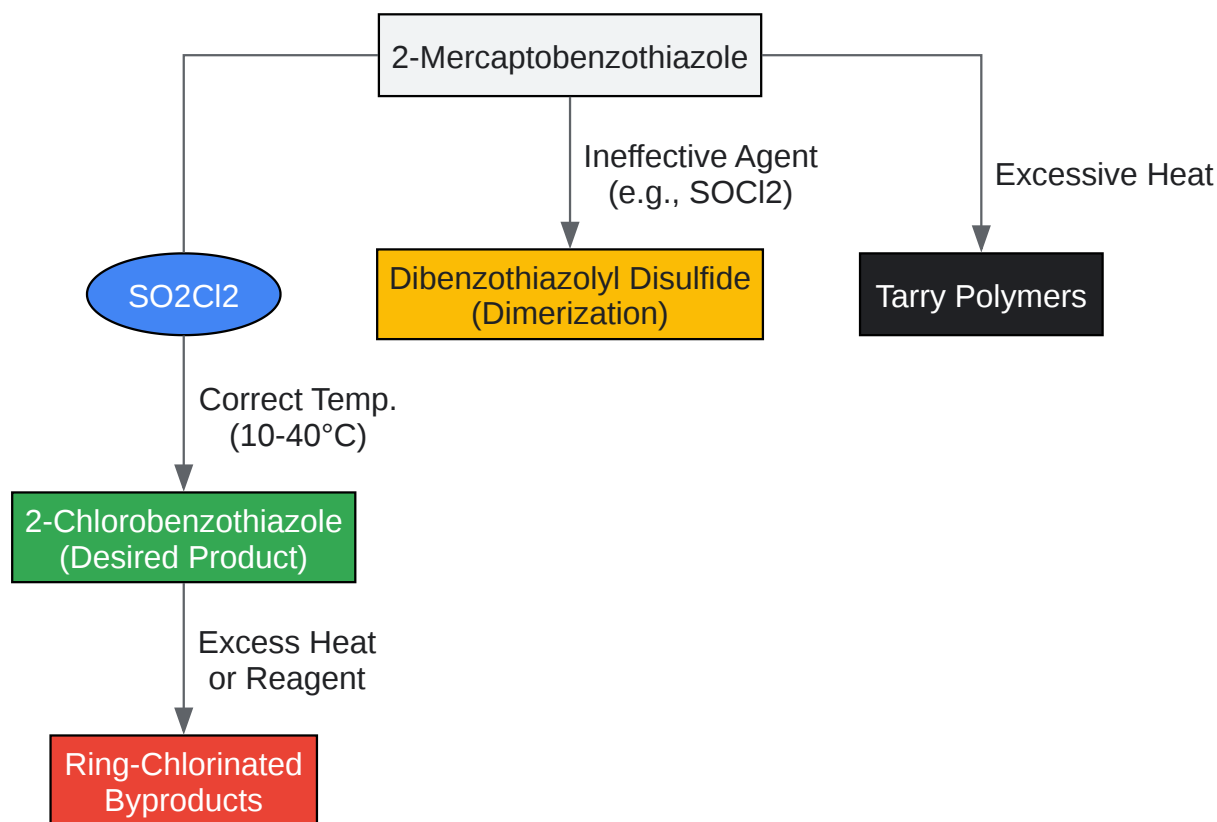 2-Mercaptobenzothiazole
Ineffective Agent
(e.g., SOCl2)
Excessive Heat
SO2Cl2
Dibenzothiazolyl Disulfide
(Dimerization)
Tarry Polymers
Correct Temp.
(10-40°C)
2-Chlorobenzothiazole
(Desired Product)
Excess Heat
or Reagent
Ring-Chlorinated
Byproducts